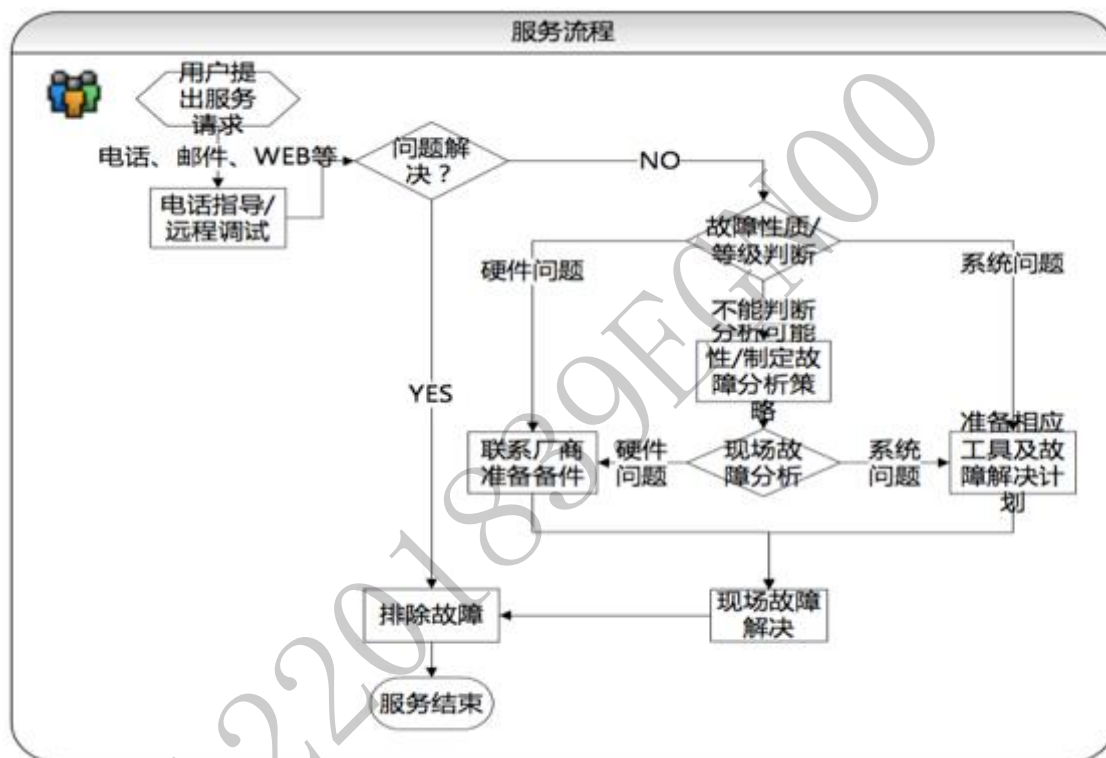 服务流程
用户提
出服务
请求
电话、邮件、WEB等
电话指导/
远程调试
问题解
决？
NO
故障性质/
等级判断
硬件问题
系统问题
不能判断
分析可能
性/制定故
障分析策
略
YES
联系厂商
准备备件
硬件
问题
现场故
障分析
系统
问题
准备相应
工具及故
障解决计
划
排除故障
现场故障
解决
服务结束